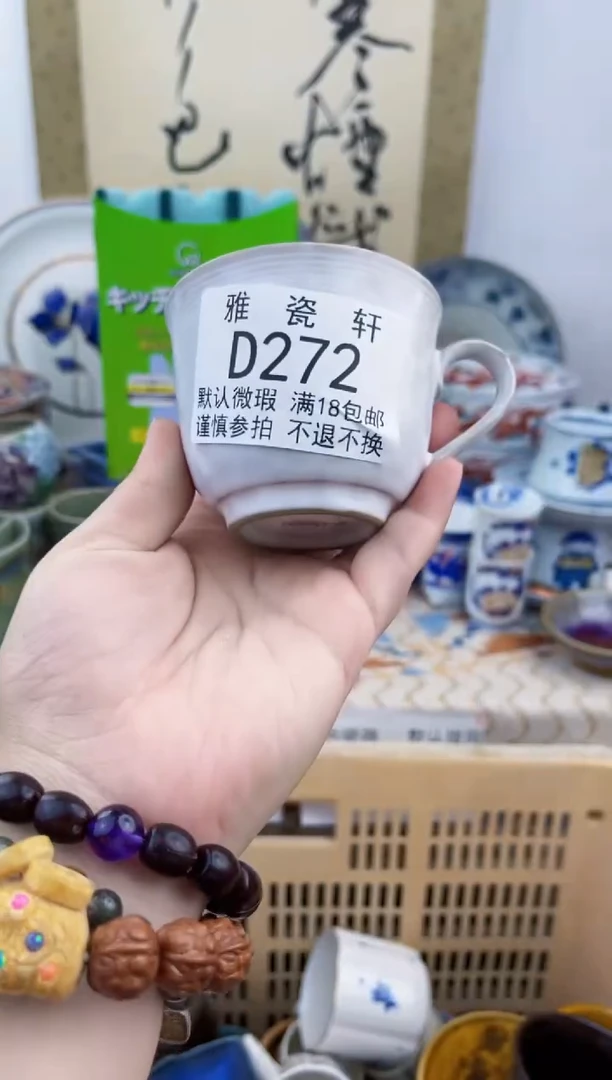 寒
キッチ
雅 瓷 轩
D272
默认微瑕 满18包邮
谨慎参拍 不退不换